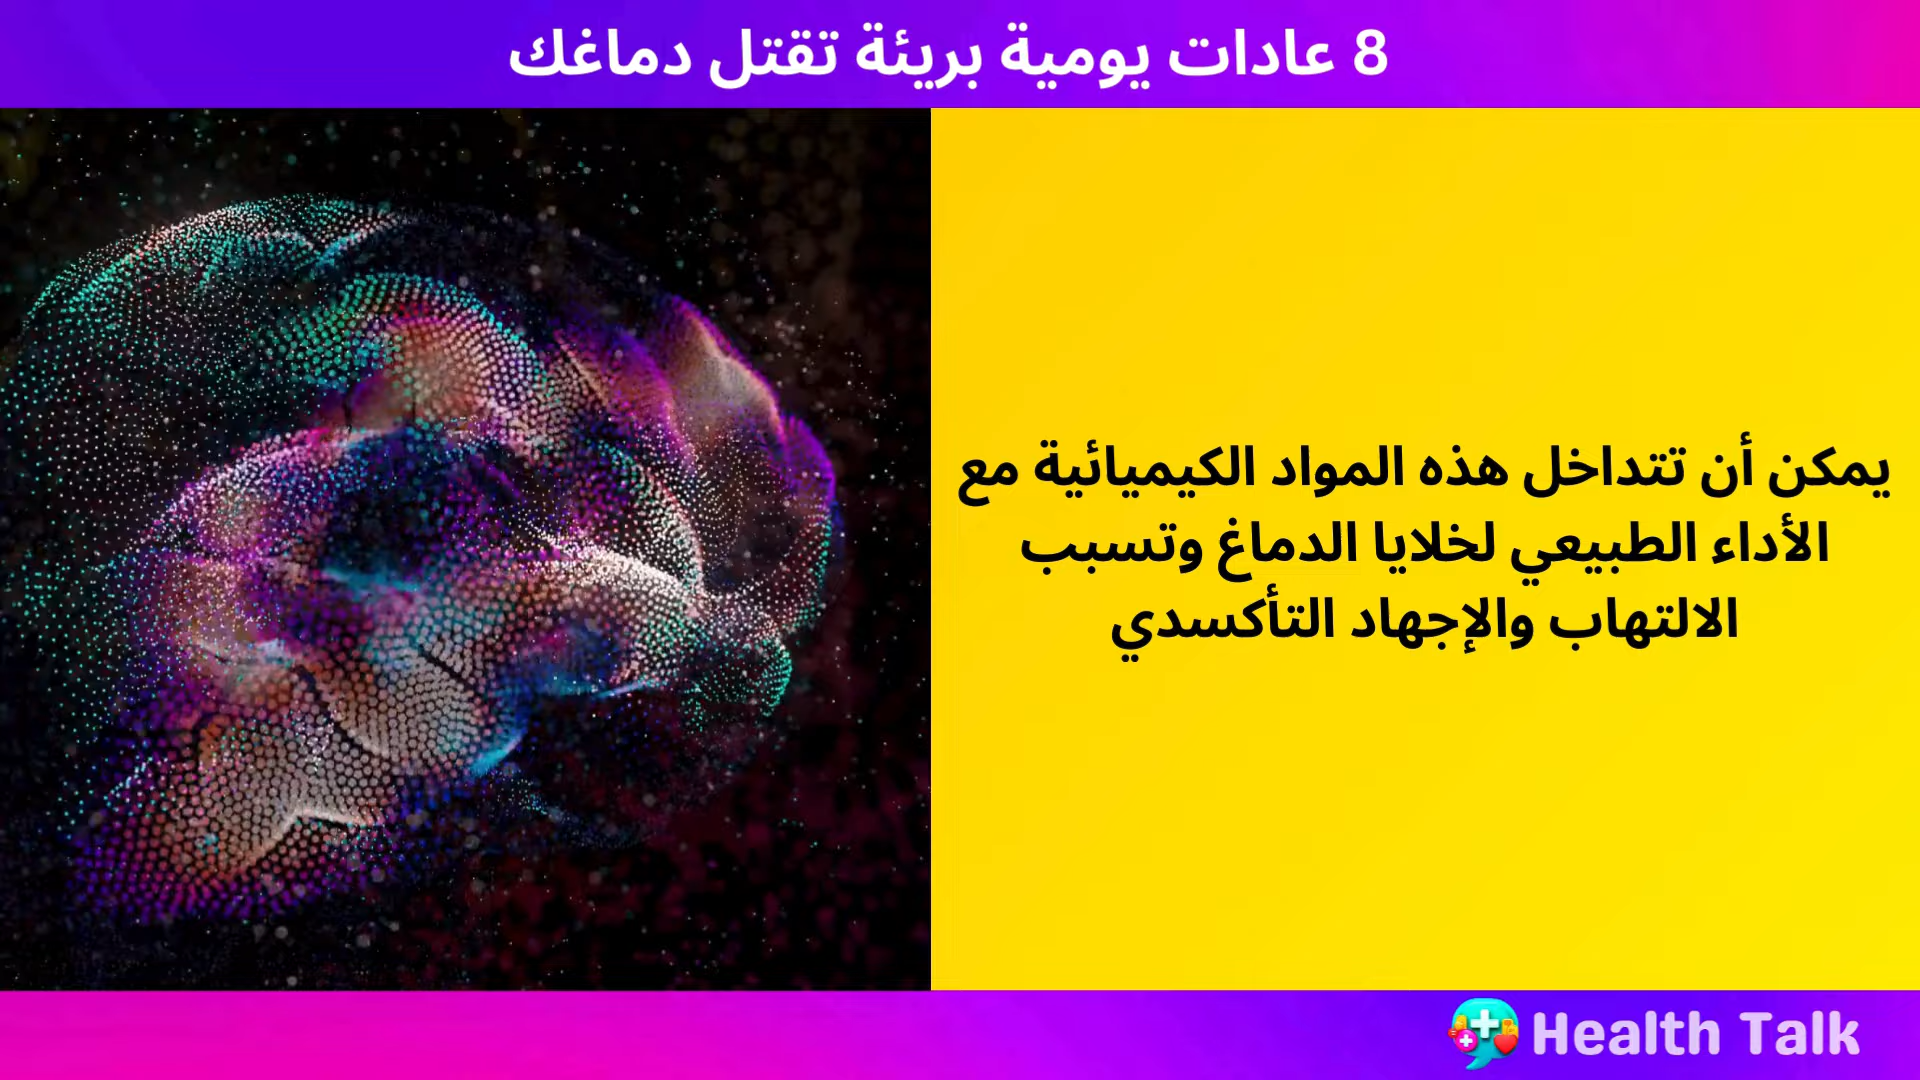 8 عادات يومية بريئة تقتل دماغك
يمكن أن تتداخل هذه المواد الكيميائية مع
الأداء الطبيعي لخلايا الدماغ وتسبب
الالتهاب والإجهاد التأكسدي
Health Talk